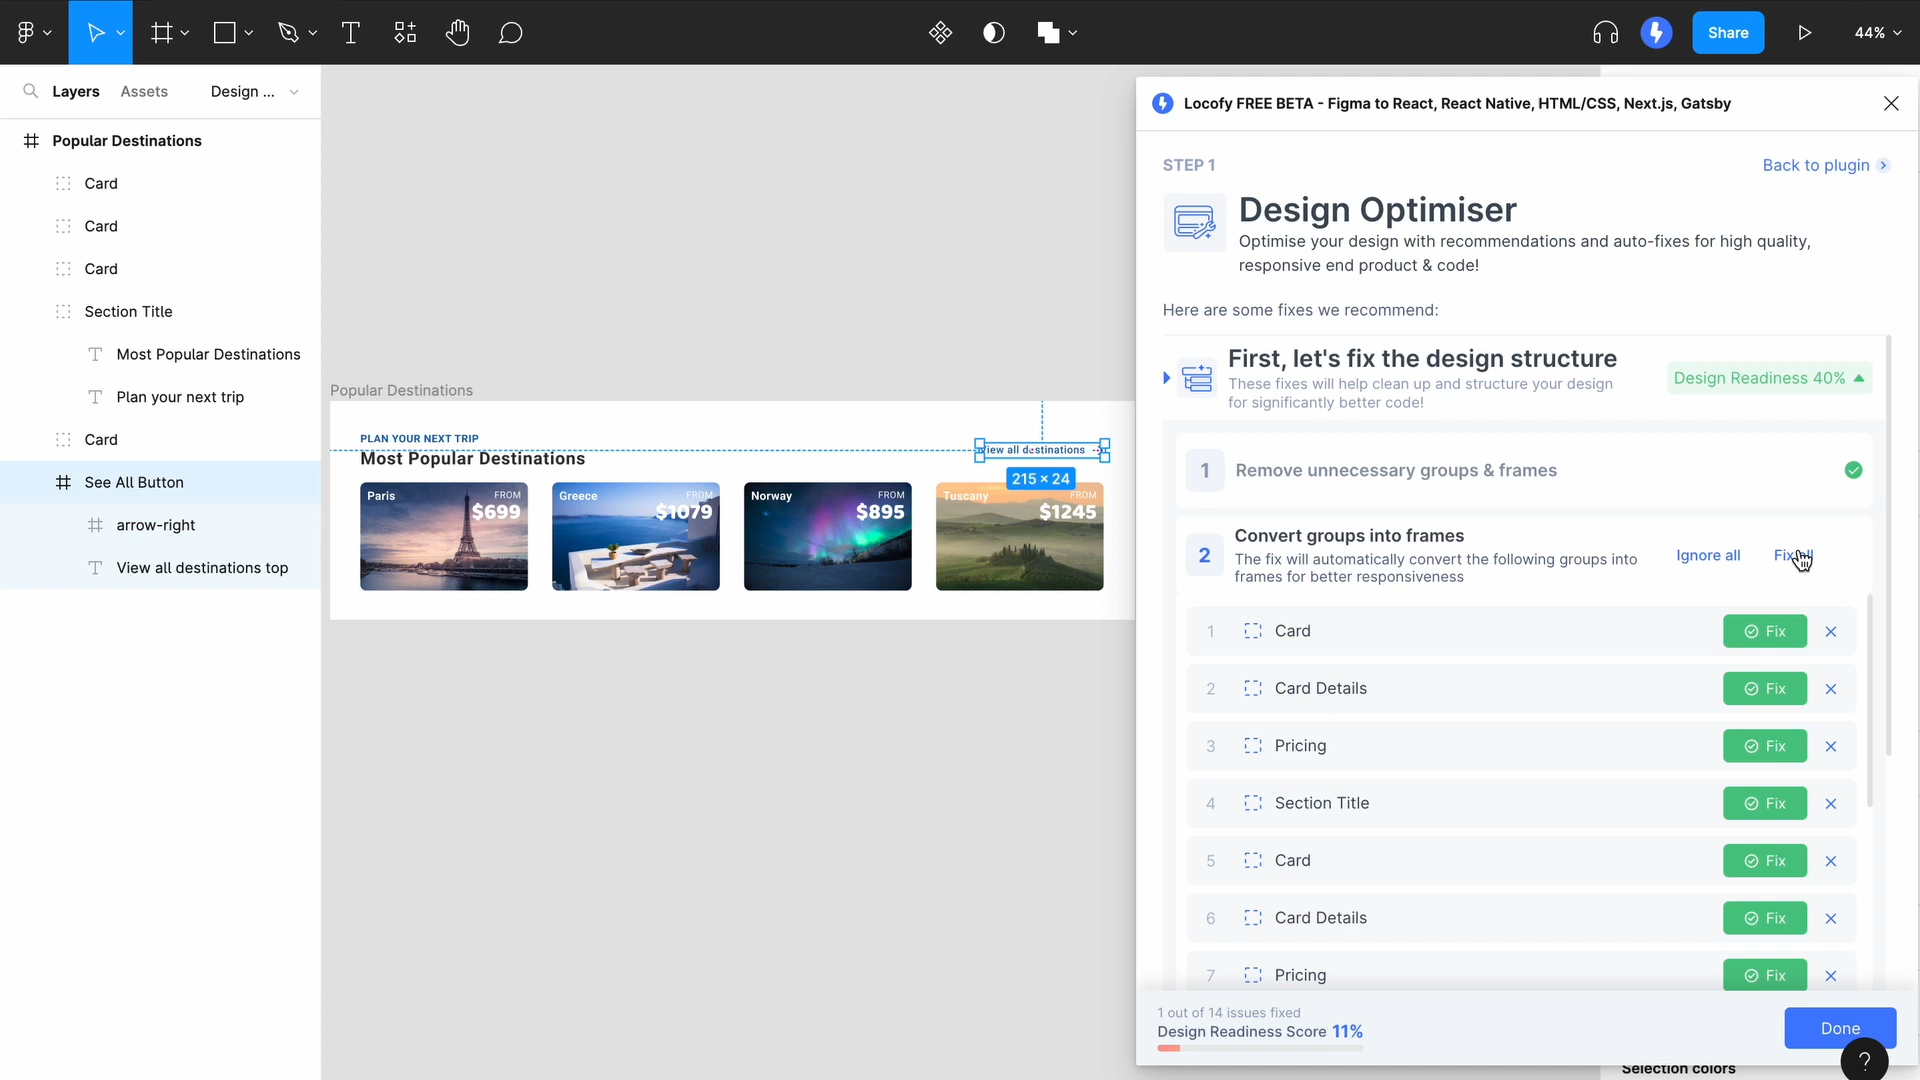 Share
44%
Layers
Assets
Design ...
Popular Destinations
Card
Card
Card
Section Title
Most Popular Destinations
Plan your next trip
Card
See All Button
arrow-right
View all destinations top
Popular Destinations
PLAN YOUR NEXT TRIP
Most Popular Destinations
View all destinations
215 × 24
Paris
FROM
$699
Greece
FROM
$1079
Norway
FROM
$895
Tuscany
FROM
$1245
Locofy FREE BETA - Figma to React, React Native, HTML/CSS, Next.js, Gatsby
STEP 1
Back to plugin
Design Optimiser
Optimise your design with recommendations and auto-fixes for high quality,
responsive end product & code!
Here are some fixes we recommend:
First, let's fix the design structure
These fixes will help clean up and structure your design
for significantly better code!
Design Readiness 40%
1
Remove unnecessary groups & frames
2
Convert groups into frames
The fix will automatically convert the following groups into
frames for better responsiveness
Ignore all
Fix all
1 Card Fix
2 Card Details Fix
3 Pricing Fix
4 Section Title Fix
5 Card Fix
6 Card Details Fix
7 Pricing Fix
1 out of 14 issues fixed
Design Readiness Score 11%
Done
?
Selection colors